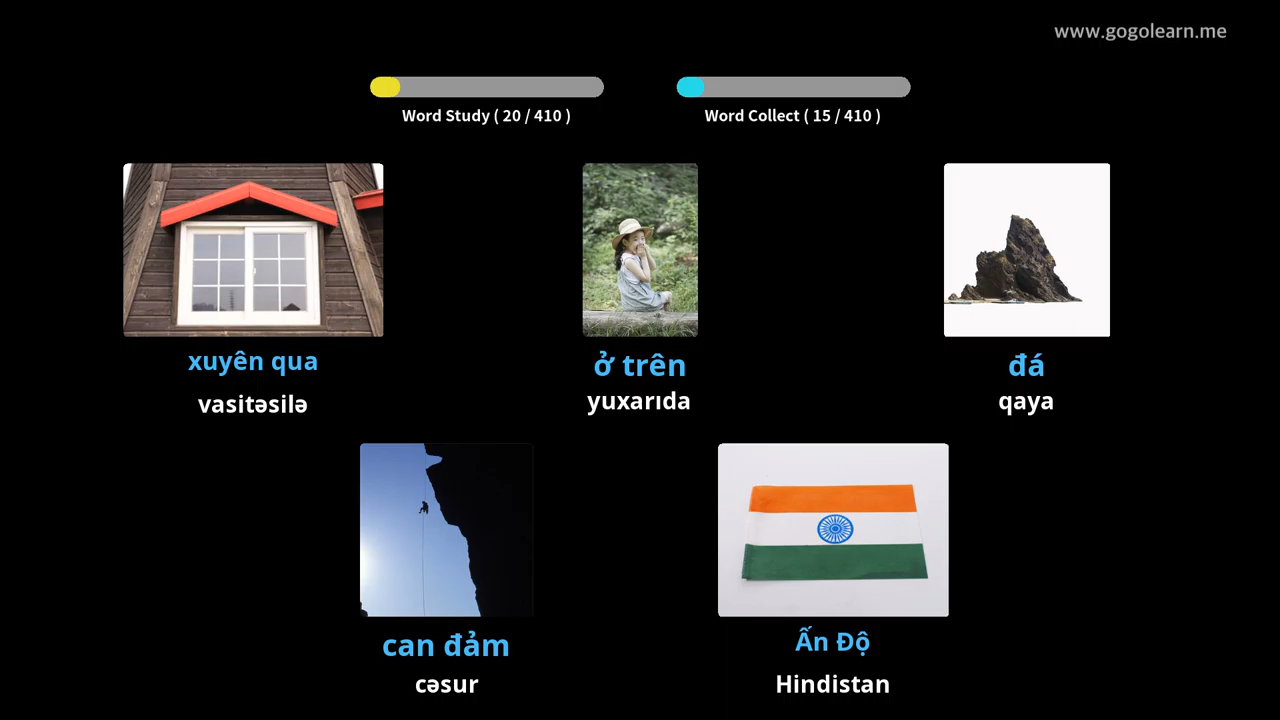 www.gogolearn.me
Word Study ( 20 / 410 )
Word Collect ( 15 / 410 )
xuyên qua
vasitəsilə
ở trên
yuxarıda
đá
qaya
can đảm
cəsur
Ấn Độ
Hindistan